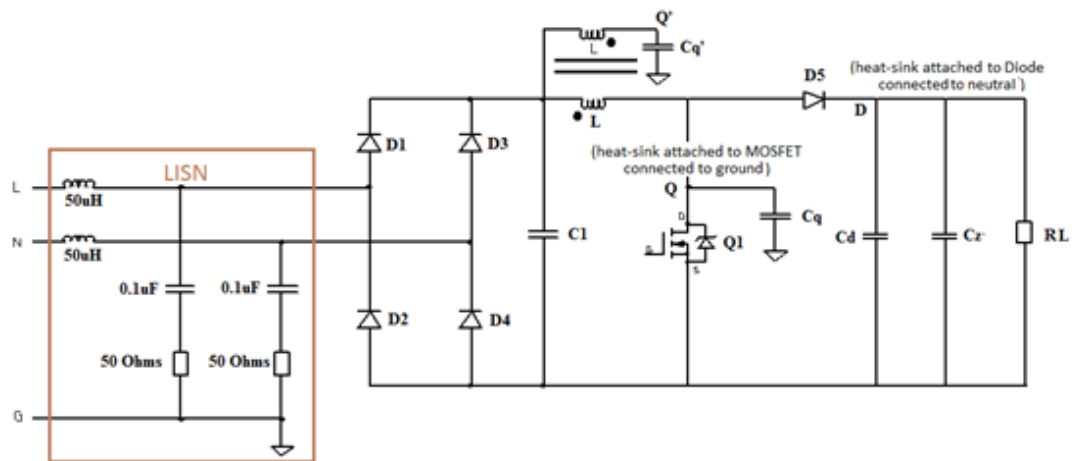 Q'
L
Cq'
D5
(heat-sink attached to Diode
connected to neutral`)
D
D1
D3
L
(heat-sink attached to MOSFET
connected to ground)
LISN
L
50uH
N
50uH
Q
D
G
S
Q1
Cq
C1
Cd
Cz
RL
0.1uF
0.1uF
D2
D4
50 Ohms
50 Ohms
G